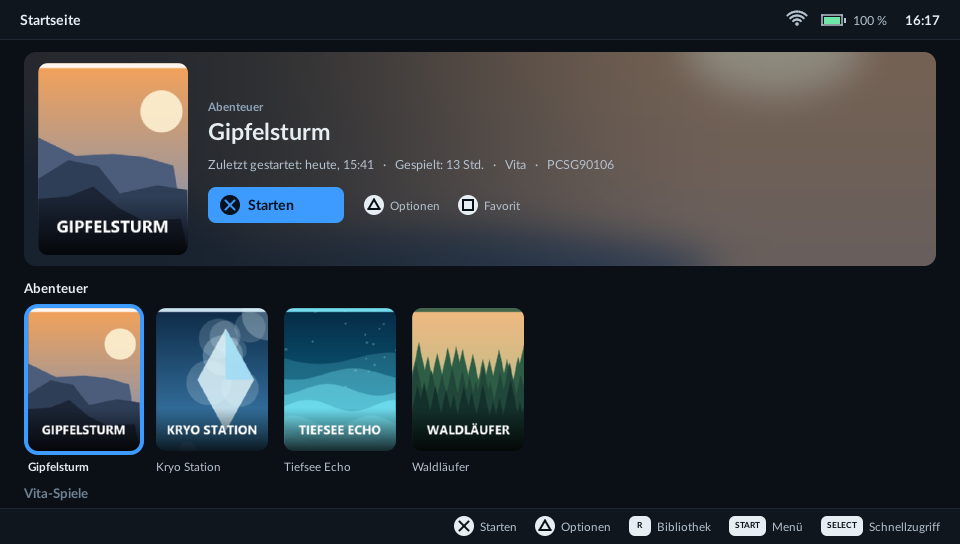 Startseite
100 %
16:17
GIPFELSTURM
Abenteuer
Gipfelsturm
Zuletzt gestartet: heute, 15:41 · Gespielt: 13 Std. · Vita · PCSG90106
Starten
Optionen
Favorit
Abenteuer
GIPFELSTURM
KRYO STATION
TIEFSEE ECHO
WALDLÄUFER
Gipfelsturm
Kryo Station
Tiefsee Echo
Waldläufer
Vita-Spiele
Starten
Optionen
R Bibliothek
START Menü
SELECT Schnellzugriff